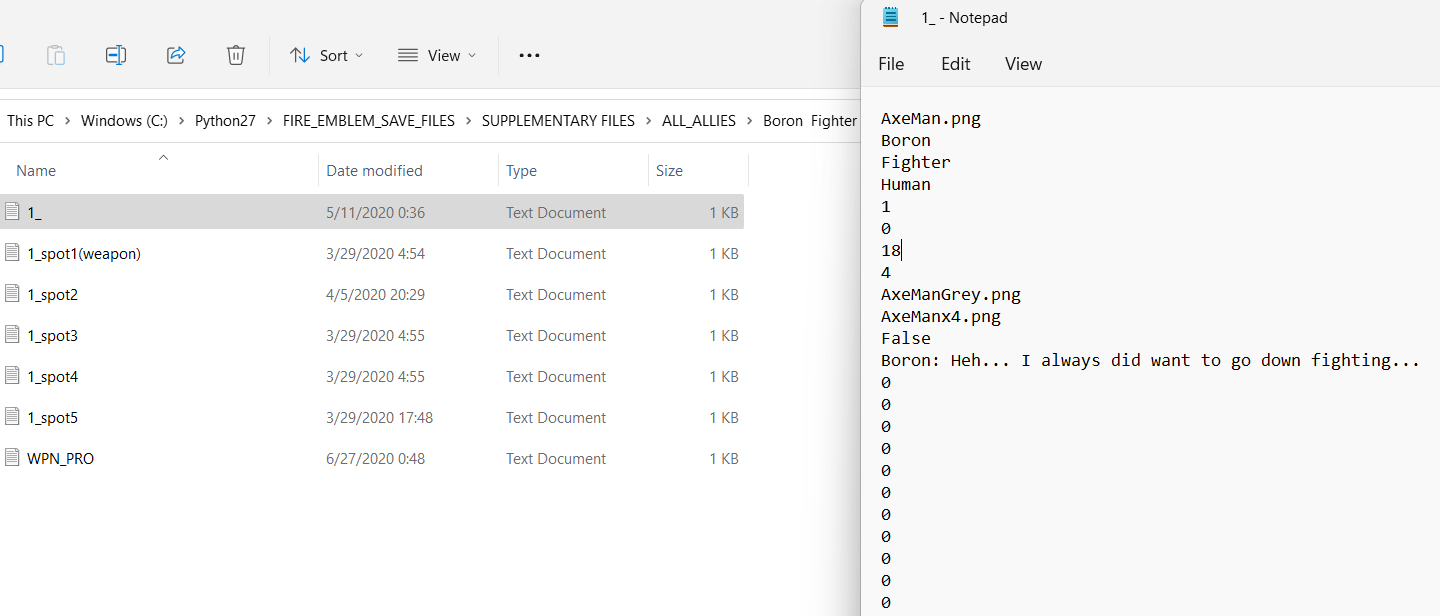 Sort
View
This PC > Windows (C:) > Python27 > FIRE_EMBLEM_SAVE_FILES > SUPPLEMENTARY FILES > ALL_ALLIES > Boron Fighter
Name Date modified Type Size
1_ 5/11/2020 0:36 Text Document 1 KB
1_spot1(weapon) 3/29/2020 4:54 Text Document 1 KB
1_spot2 4/5/2020 20:29 Text Document 1 KB
1_spot3 3/29/2020 4:55 Text Document 1 KB
1_spot4 3/29/2020 4:55 Text Document 1 KB
1_spot5 3/29/2020 17:48 Text Document 1 KB
WPN_PRO 6/27/2020 0:48 Text Document 1 KB
1_ - Notepad
File Edit View
AxeMan.png
Boron
Fighter
Human
1
0
18
4
AxeManGrey.png
AxeManx4.png
False
Boron: Heh... I always did want to go down fighting...
0
0
0
0
0
0
0
0
0
0
0